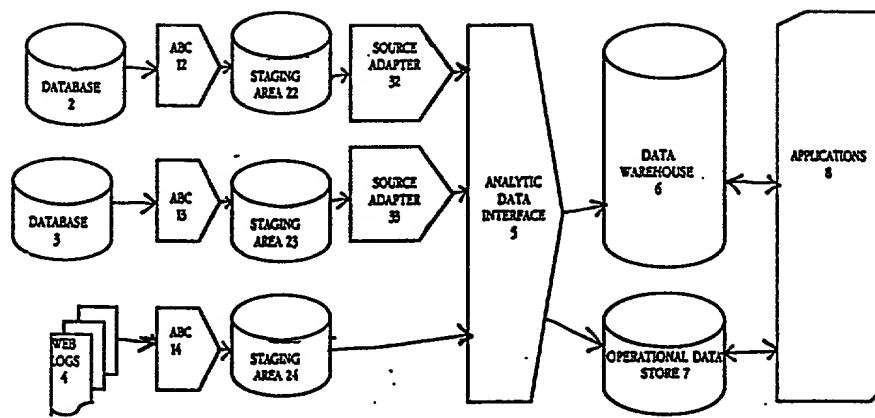 DATABASE
2
ABC
12
STAGING
AREA 22
SOURCE
ADAPTER
32
DATABASE
3
ABC
13
STAGING
AREA 23
SOURCE
ADAPTER
33
WEB
LOGS
4
ABC
14
STAGING
AREA 24
ANALYTIC
DATA
INTERFACE
5
DATA
WAREHOUSE
6
OPERATIONAL DATA
STORE 7
APPLICATIONS
8